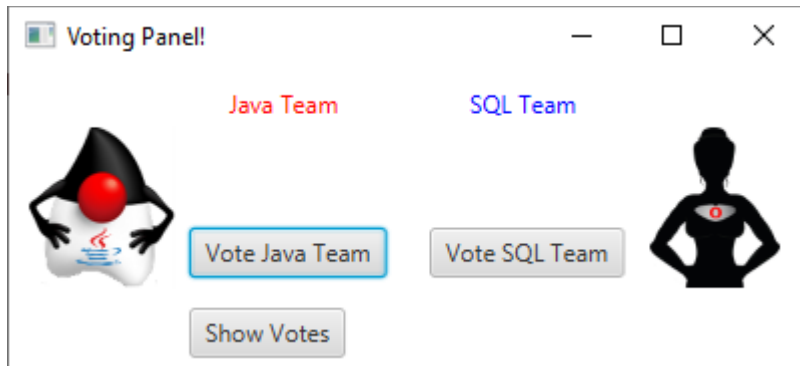 Voting Panel!
Java Team
SQL Team
O
Vote Java Team
Vote SQL Team
Show Votes